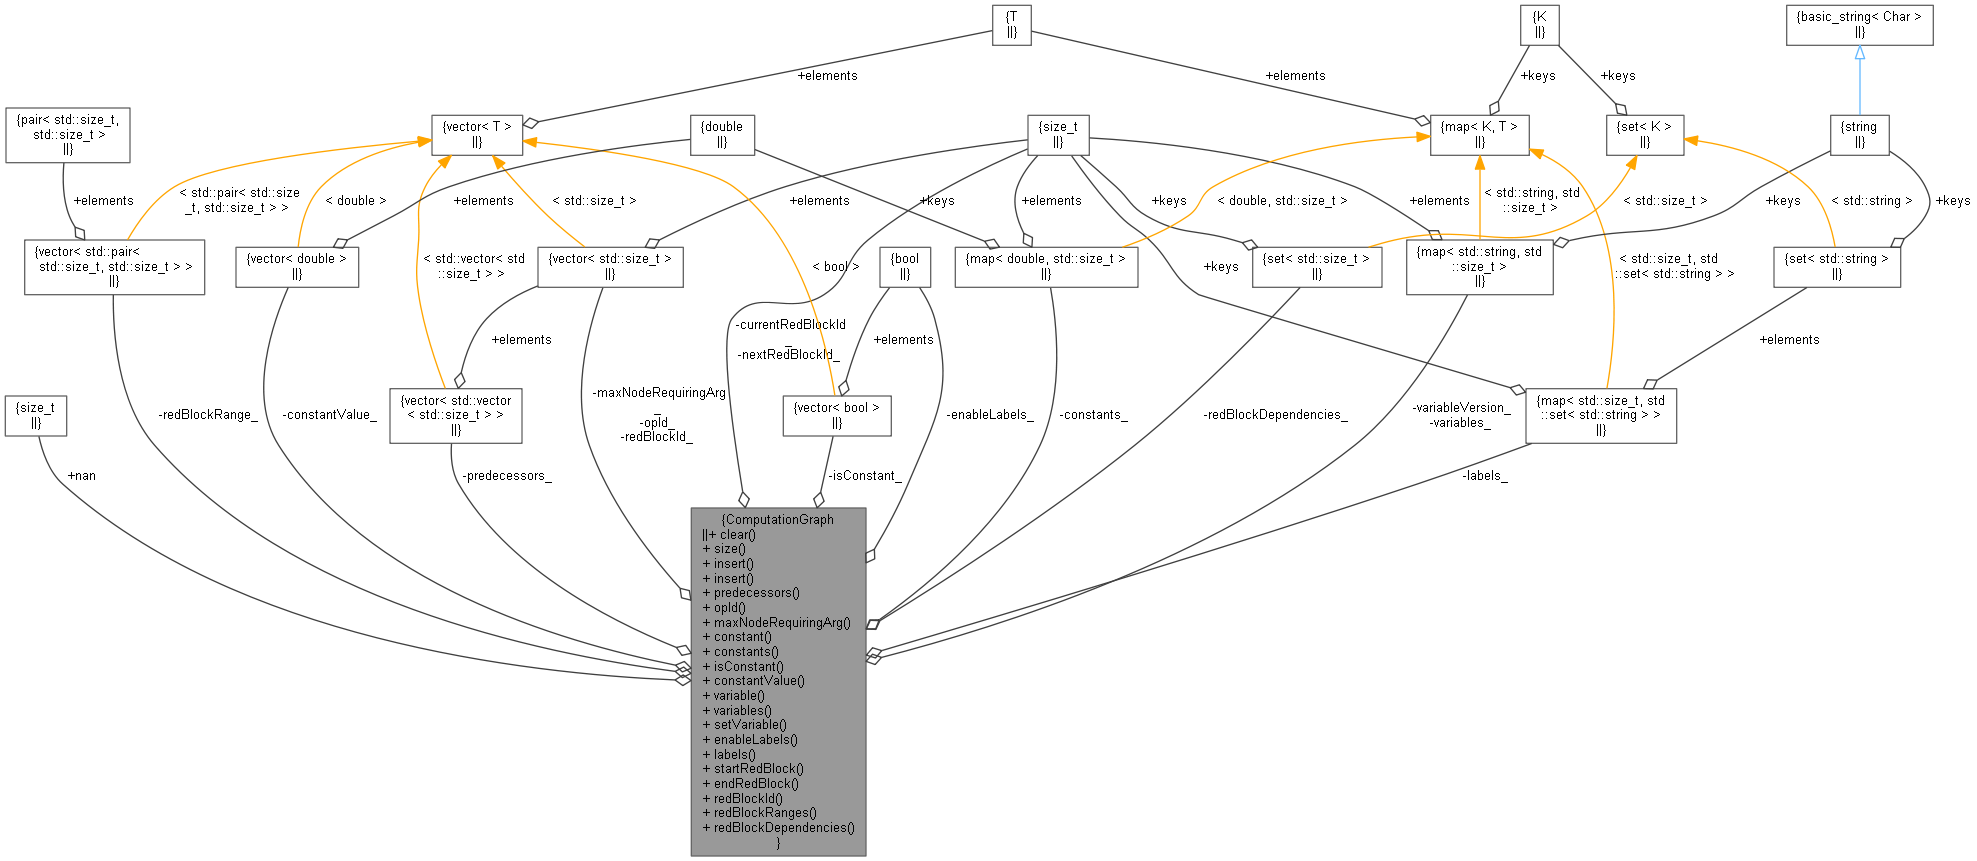 {T
||}
{K
||}
{basic_string< Char >
||}
+elements
+elements
+keys
+keys
{pair< std::size_t,
std::size_t >
||}
{vector< T >
||}
{double
||}
{size_t
||}
{map< K, T >
||}
{set< K >
||}
{string
||}
+elements
< std::pair< std::size
_t, std::size_t > >
< double >
+elements
< std::size_t >
+elements
+keys
+elements
+keys
< double, std::size_t >
+elements
< std::string, std
::size_t >
< std::size_t >
+keys
< std::string >
+keys
{vector< std::pair<
std::size_t, std::size_t > >
||}
{vector< double >
||}
< std::vector< std
::size_t > >
{vector< std::size_t >
||}
< bool >
{bool
||}
{map< double, std::size_t >
||}
+keys
{set< std::size_t >
||}
{map< std::string, std
::size_t >
||}
< std::size_t, std
::set< std::string > >
{set< std::string >
||}
+elements
-currentRedBlockId
_
-nextRedBlockId_
+elements
+elements
{size_t
||}
-redBlockRange_
-constantValue_
{vector< std::vector
< std::size_t > >
||}
-maxNodeRequiringArg
_
-opId_
-redBlockId_
{vector< bool >
||}
-enableLabels_
-constants_
-redBlockDependencies_
-variableVersion_
-variables_
{map< std::size_t, std
::set< std::string > >
||}
+nan
-predecessors_
-isConstant_
-labels_
{ComputationGraph
||+ clear()
+ size()
+ insert()
+ insert()
+ predecessors()
+ opId()
+ maxNodeRequiringArg()
+ constant()
+ constants()
+ isConstant()
+ constantValue()
+ variable()
+ variables()
+ setVariable()
+ enableLabels()
+ labels()
+ startRedBlock()
+ endRedBlock()
+ redBlockId()
+ redBlockRanges()
+ redBlockDependencies()
}